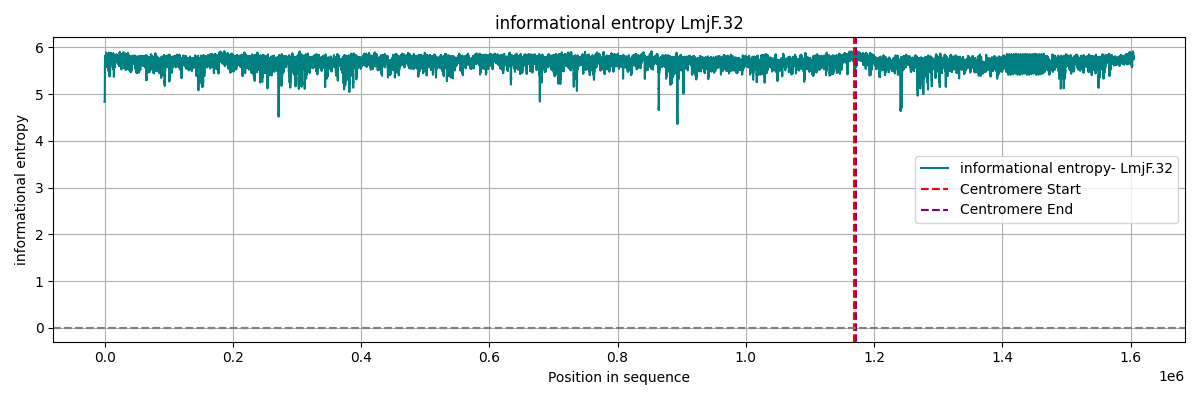 informational entropy LmjF.32
informational entropy
6
5
4
3
2
1
0
informational entropy- LmjF.32
Centromere Start
Centromere End
0.0 0.2 0.4 0.6 0.8 1.0 1.2 1.4 1.6
1e6
Position in sequence